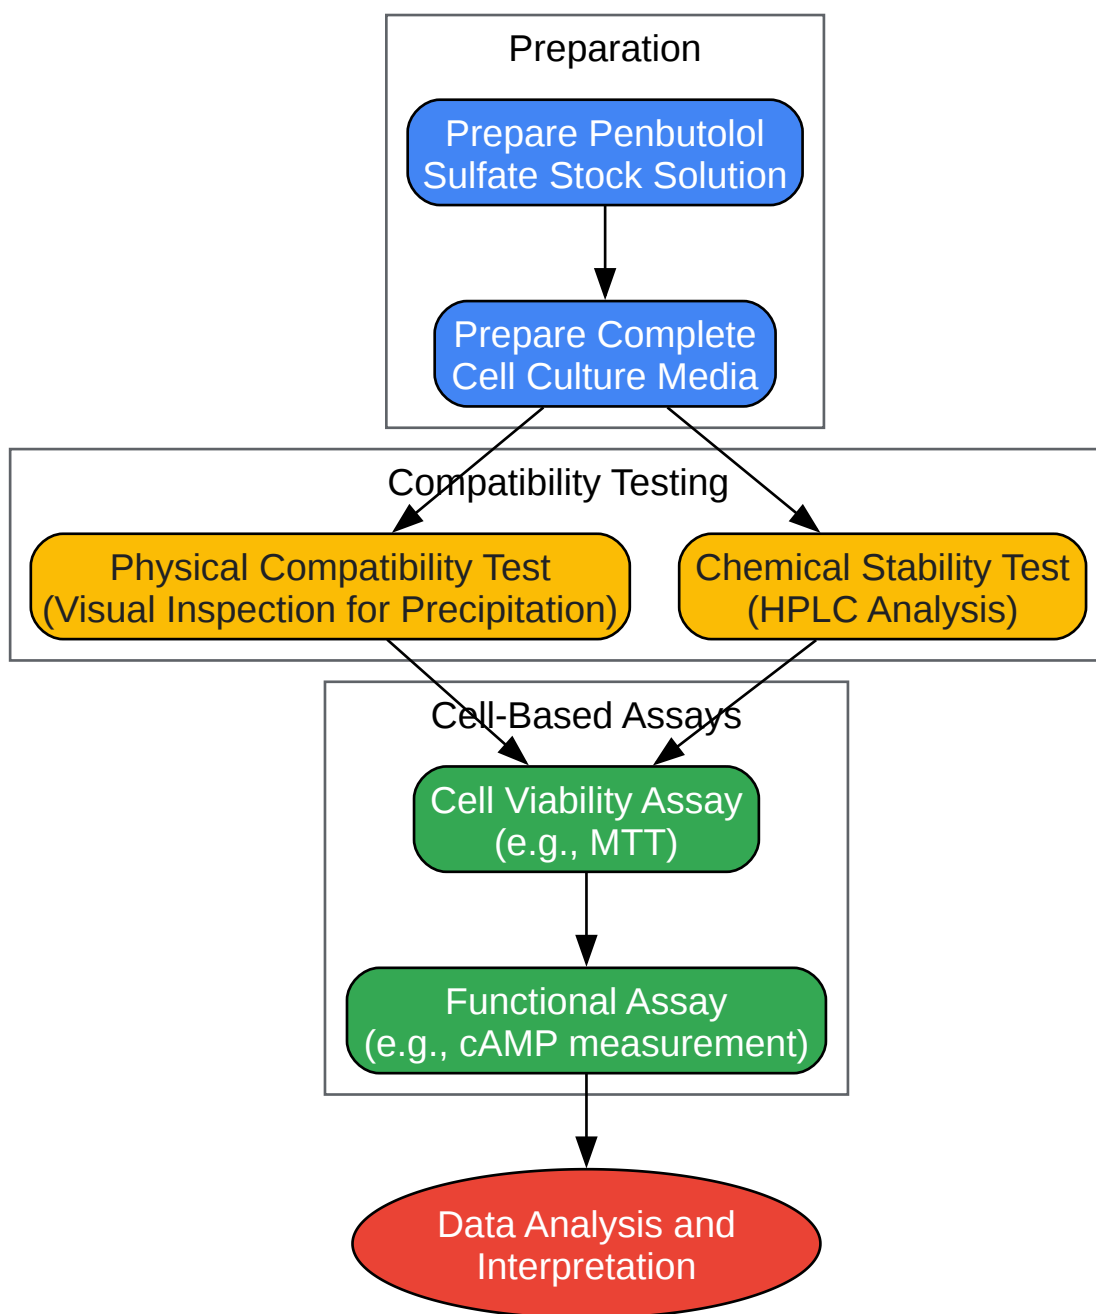 Preparation
Prepare Penbutolol
Sulfate Stock Solution
Prepare Complete
Cell Culture Media
Compatibility Testing
Physical Compatibility Test
(Visual Inspection for Precipitation)
Chemical Stability Test
(HPLC Analysis)
Cell-Based Assays
Cell Viability Assay
(e.g., MTT)
Functional Assay
(e.g., cAMP measurement)
Data Analysis and
Interpretation